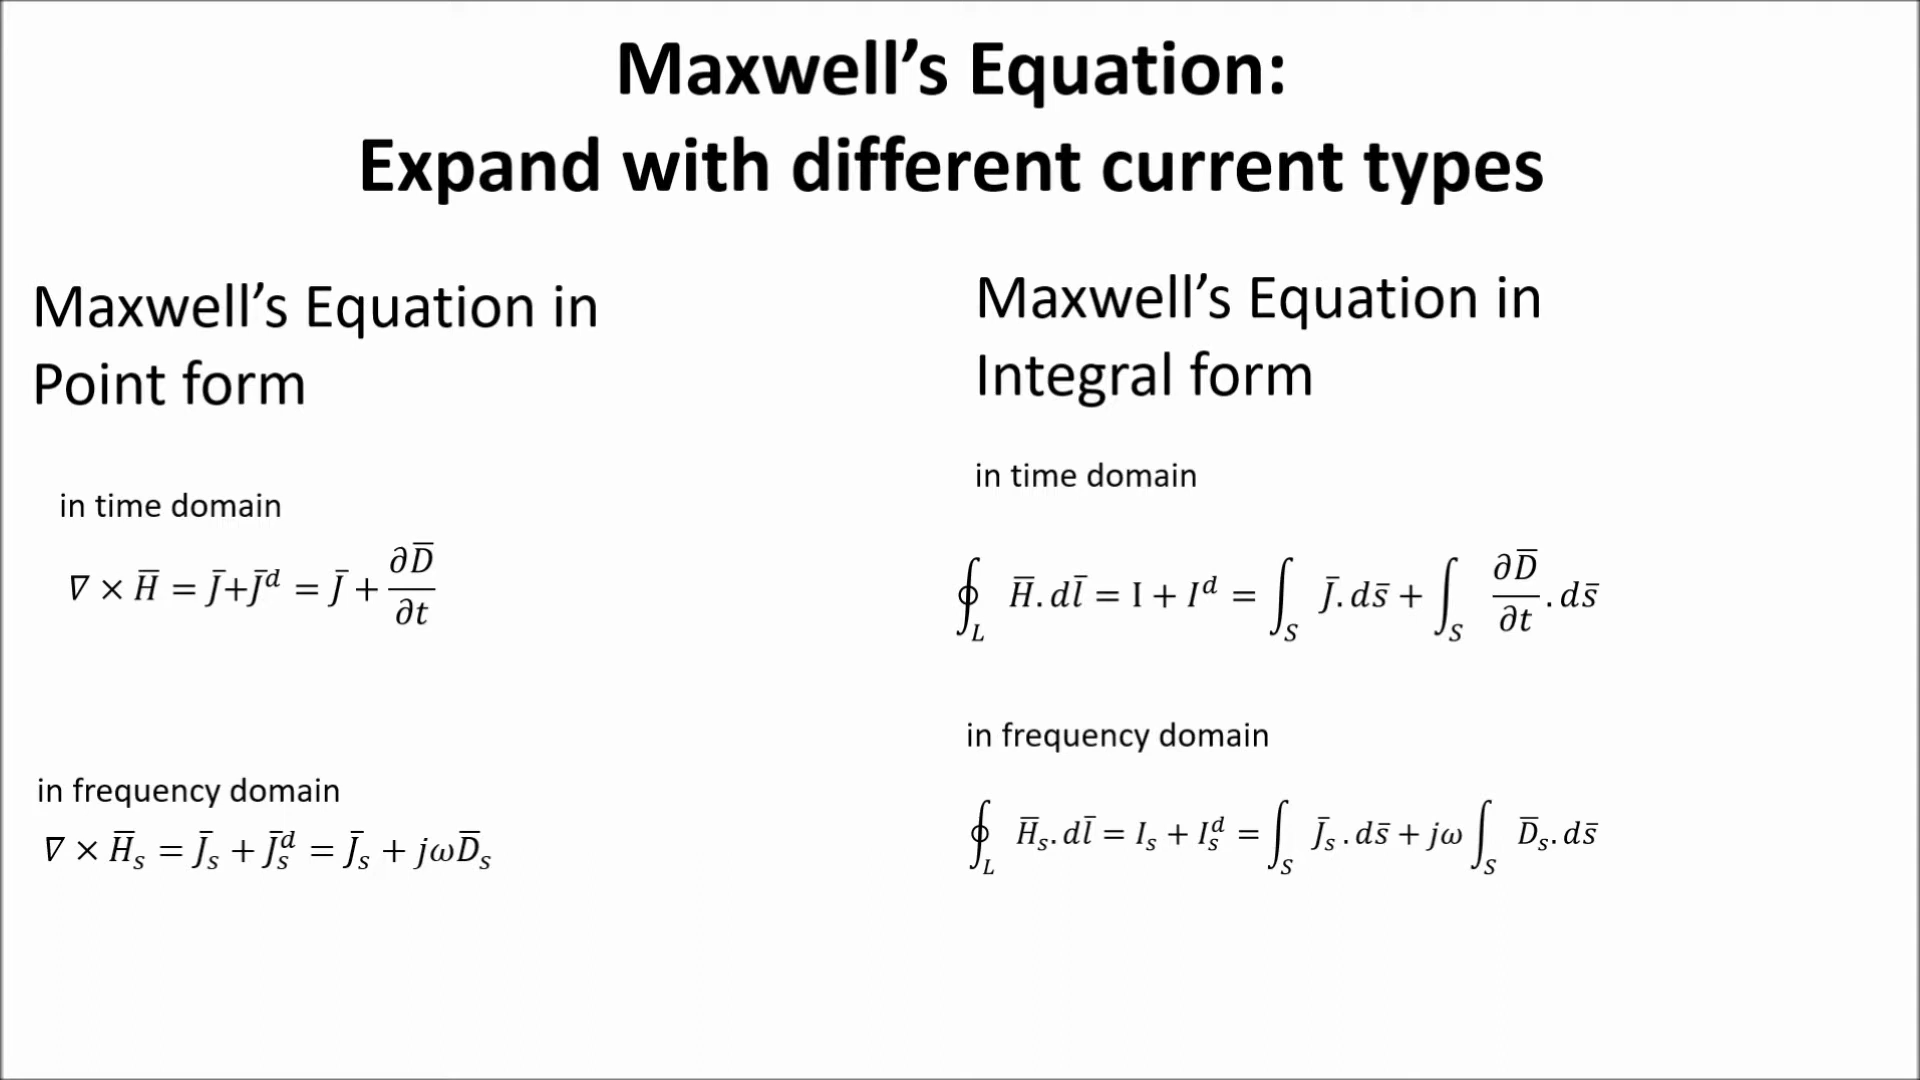 Maxwell’s Equation:
Expand with different current types
Maxwell’s Equation in
Point form
in time domain
∇ × H̅ = J̅+J̅ᵈ = J̅ + ∂D̅/∂t
in frequency domain
∇ × H̅ₛ = J̅ₛ + J̅ₛᵈ = J̅ₛ + jωD̅ₛ
Maxwell’s Equation in
Integral form
in time domain
∮_L H̅. dl̅ = I + Iᵈ = ∫_S J̅. ds̅ + ∫_S ∂D̅/∂t . ds̅
in frequency domain
∮_L H̅ₛ. dl̅ = Iₛ + Iₛᵈ = ∫_S J̅ₛ . ds̅ + jω ∫_S D̅ₛ. ds̅